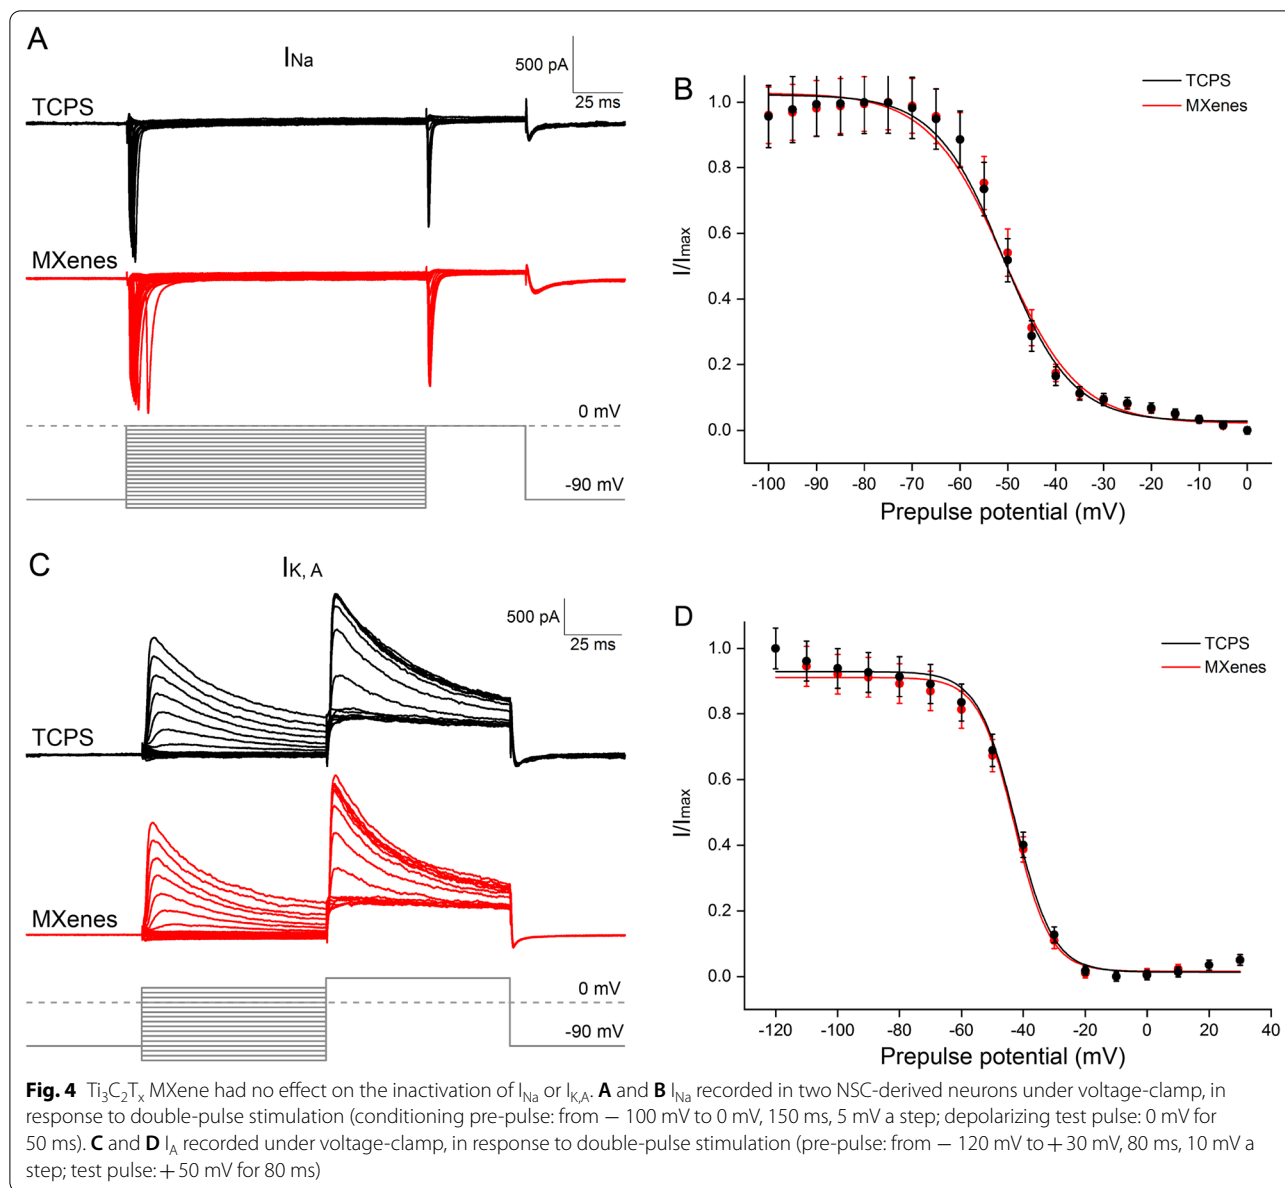 A
I_Na
500 pA
25 ms
TCPS
MXenes
0 mV
-90 mV
B
TCPS
MXenes
I/I_max
1.0
0.8
0.6
0.4
0.2
0.0
-100 -90 -80 -70 -60 -50 -40 -30 -20 -10 0
Prepulse potential (mV)
C
I_K, A
500 pA
25 ms
TCPS
MXenes
0 mV
-90 mV
D
TCPS
MXenes
I/I_max
1.0
0.8
0.6
0.4
0.2
0.0
-120 -100 -80 -60 -40 -20 0 20 40
Prepulse potential (mV)
Fig. 4 Ti₃C₂Tₓ MXene had no effect on the inactivation of I_Na or I_K,A. A and B I_Na recorded in two NSC-derived neurons under voltage-clamp, in
response to double-pulse stimulation (conditioning pre-pulse: from − 100 mV to 0 mV, 150 ms, 5 mV a step; depolarizing test pulse: 0 mV for
50 ms). C and D I_A recorded under voltage-clamp, in response to double-pulse stimulation (pre-pulse: from − 120 mV to + 30 mV, 80 ms, 10 mV a
step; test pulse: + 50 mV for 80 ms)